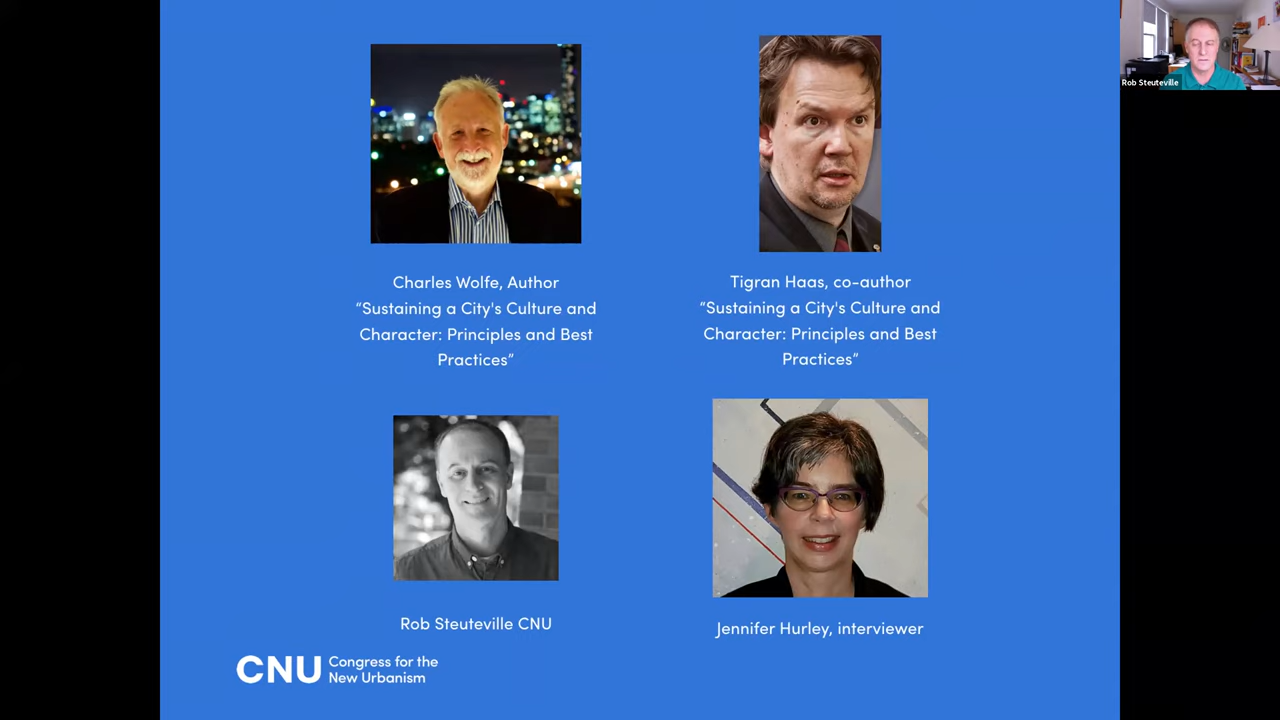 Rob Steuteville
Charles Wolfe, Author
“Sustaining a City's Culture and
Character: Principles and Best
Practices”
Tigran Haas, co-author
“Sustaining a City's Culture and
Character: Principles and Best
Practices”
Rob Steuteville CNU
Jennifer Hurley, interviewer
CNU
Congress for the
New Urbanism